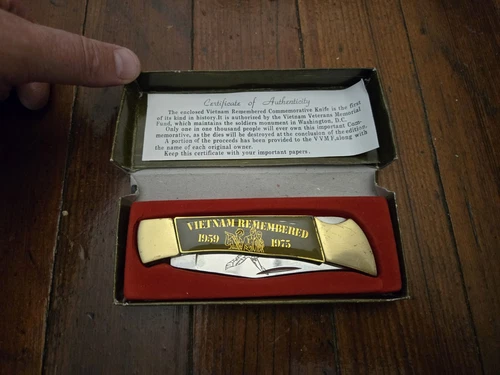 Certificate of Authenticity
The enclosed Vietnam Remembered Commemorative Knife is the first
of its kind in history. It is authorized by the Vietnam Veterans Memorial
Fund, which maintains the soldiers monument in Washington, D.C.
Only one in one thousand people will ever own this important Com-
memorative, as the dies will be destroyed at the conclusion of the edition.
A portion of the proceeds has been provided to the V.V.M.F., along with
the name of each original owner.
Keep this certificate with your important papers.
VIETNAM REMEMBERED
1959 1975